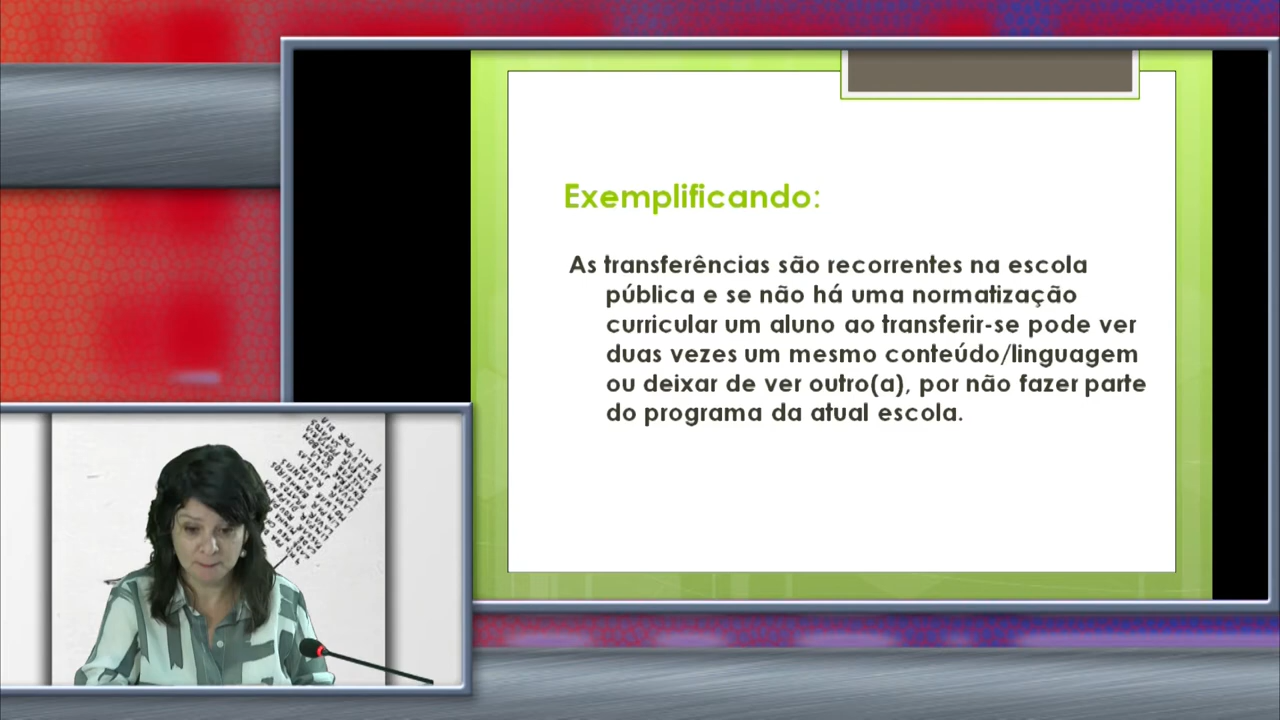 Exemplificando:
As transferências são recorrentes na escola
pública e se não há uma normatização
curricular um aluno ao transferir-se pode ver
duas vezes um mesmo conteúdo/linguagem
ou deixar de ver outro(a), por não fazer parte
do programa da atual escola.